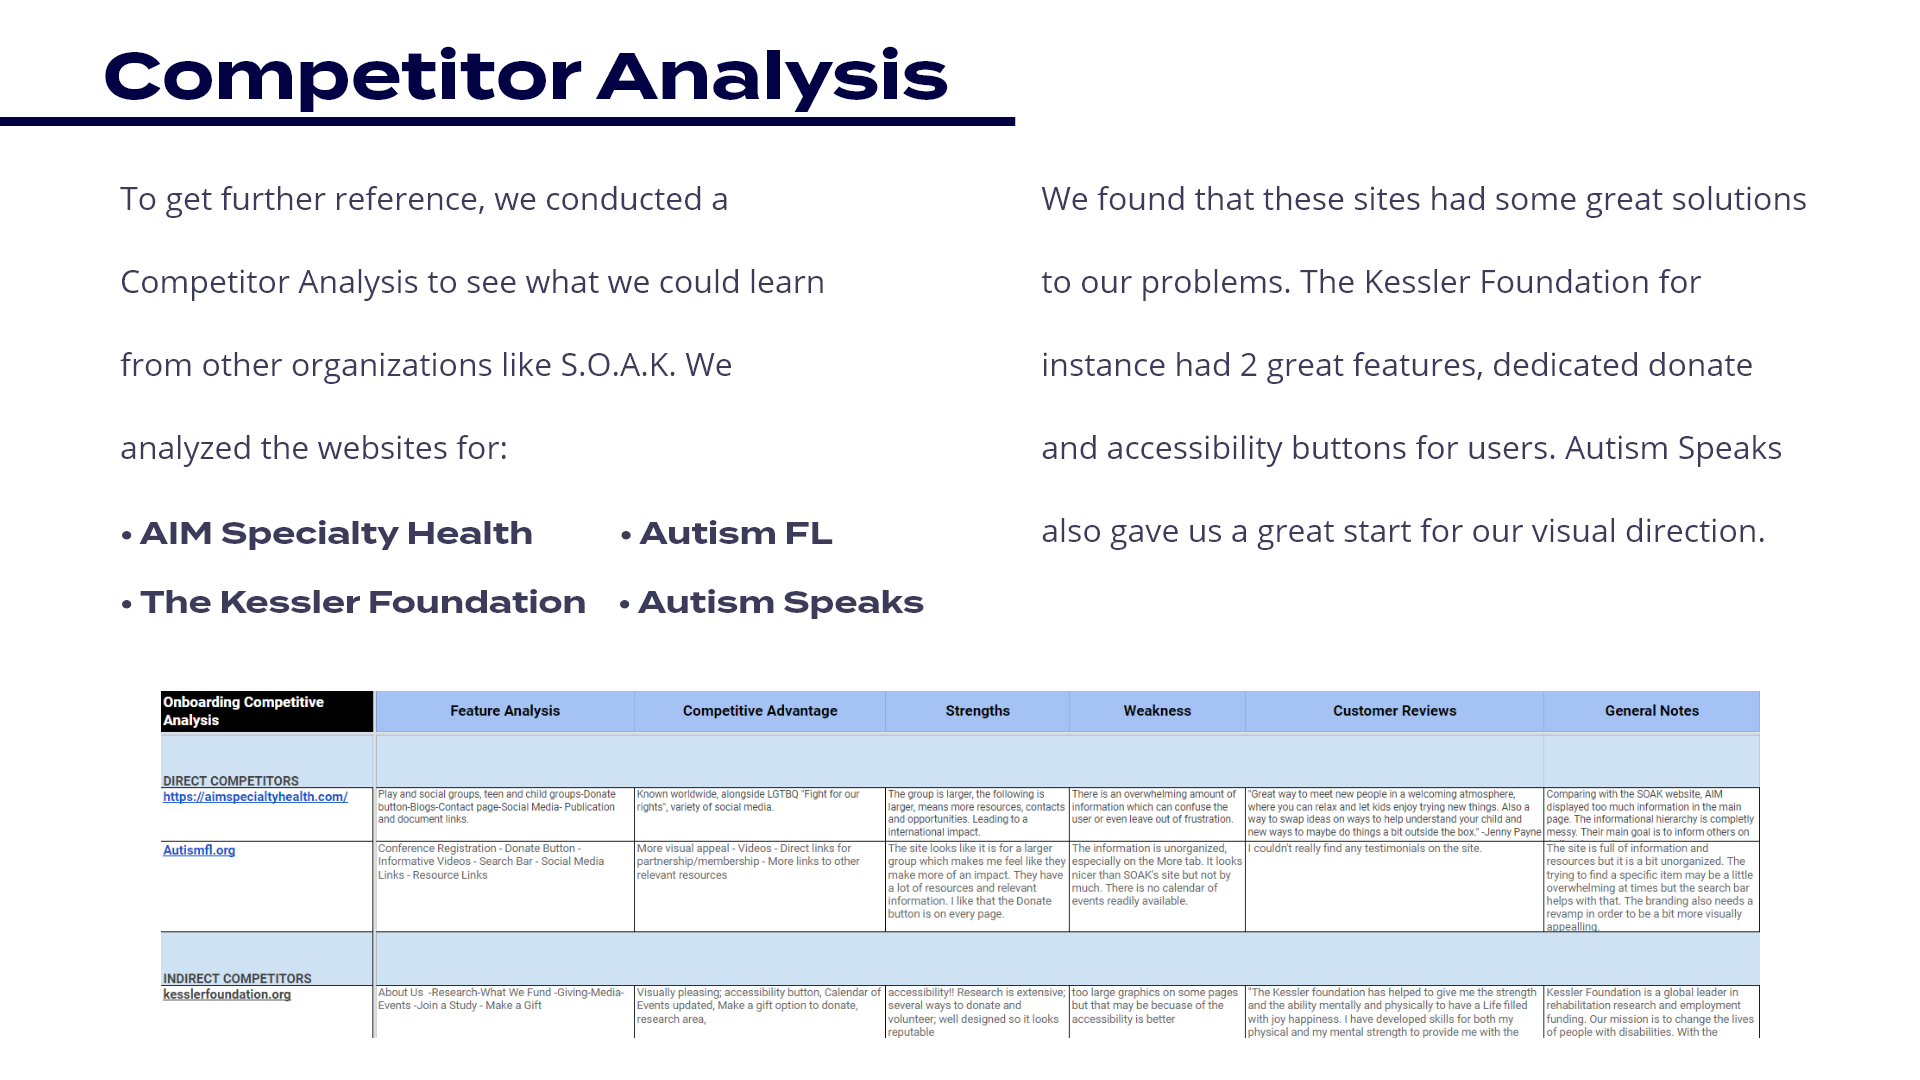 Competitor Analysis
To get further reference, we conducted a
Competitor Analysis to see what we could learn
from other organizations like S.O.A.K. We
analyzed the websites for:
• AIM Specialty Health
• Autism FL
• The Kessler Foundation
• Autism Speaks
We found that these sites had some great solutions
to our problems. The Kessler Foundation for
instance had 2 great features, dedicated donate
and accessibility buttons for users. Autism Speaks
also gave us a great start for our visual direction.
Onboarding Competitive
Analysis
Feature Analysis
Competitive Advantage
Strengths
Weakness
Customer Reviews
General Notes
DIRECT COMPETITORS
https://aimspecialtyhealth.com/
Play and social groups, teen and child groups-Donate
button-Blogs-Contact page-Social Media- Publication
and document links.
Known worldwide, alongside LGTBQ "Fight for our
rights", variety of social media.
The group is larger, the following is
larger, means more resources, contacts
and opportunities. Leading to a
international impact.
There is an overwhelming amount of
information which can confuse the
user or even leave out of frustration.
"Great way to meet new people in a welcoming atmosphere,
where you can relax and let kids enjoy trying new things. Also a
way to swap ideas on ways to help understand your child and
new ways to maybe do things a bit outside the box." -Jenny Payne
Comparing with the SOAK website, AIM
displayed too much information in the main
page. The informational hierarchy is completly
messy. Their main goal is to inform others on
Autismfl.org
Conference Registration - Donate Button -
Informative Videos - Search Bar - Social Media
Links - Resource Links
More visual appeal - Videos - Direct links for
partnership/membership - More links to other
relevant resources
The site looks like it is for a larger
group which makes me feel like they
make more of an impact. They have
a lot of resources and relevant
information. I like that the Donate
button is on every page.
The information is unorganized,
especially on the More tab. It looks
nicer than SOAK's site but not by
much. There is no calendar of
events readily available.
I couldn't really find any testimonials on the site.
The site is full of information and
resources but it is a bit unorganized. The
trying to find a specific item may be a little
overwhelming at times but the search bar
helps with that. The branding also needs a
revamp in order to be a bit more visually
appealling.
INDIRECT COMPETITORS
kesslerfoundation.org
About Us -Research-What We Fund -Giving-Media-
Events -Join a Study - Make a Gift
Visually pleasing; accessibility button, Calendar of
Events updated, Make a gift option to donate,
research area,
accessibility!! Research is extensive;
several ways to donate and
volunteer; well designed so it looks
reputable
too large graphics on some pages
but that may be becuase of the
accessibility is better
"The Kessler foundation has helped to give me the strength
and the ability mentally and physically to have a Life filled
with joy happiness. I have developed skills for both my
physical and my mental strength to provide me with the
Kessler Foundation is a global leader in
rehabilitation research and employment
funding. Our mission is to change the lives
of people with disabilities. With the